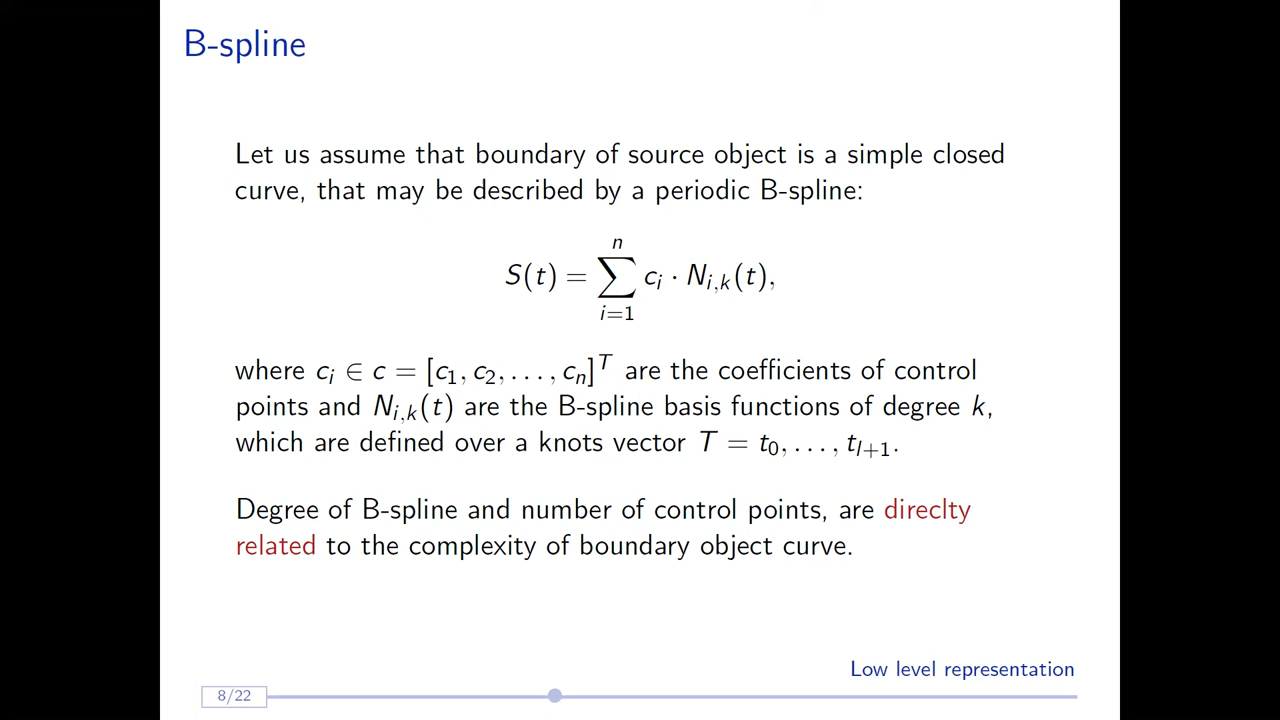 B-spline
Let us assume that boundary of source object is a simple closed
curve, that may be described by a periodic B-spline:
S(t) = ∑_{i=1}^{n} c_i · N_{i,k}(t),
where c_i ∈ c = [c_1, c_2, . . . , c_n]^T are the coefficients of control
points and N_{i,k}(t) are the B-spline basis functions of degree k,
which are defined over a knots vector T = t_0, . . . , t_{l+1}.
Degree of B-spline and number of control points, are direclty
related to the complexity of boundary object curve.
Low level representation
8/22